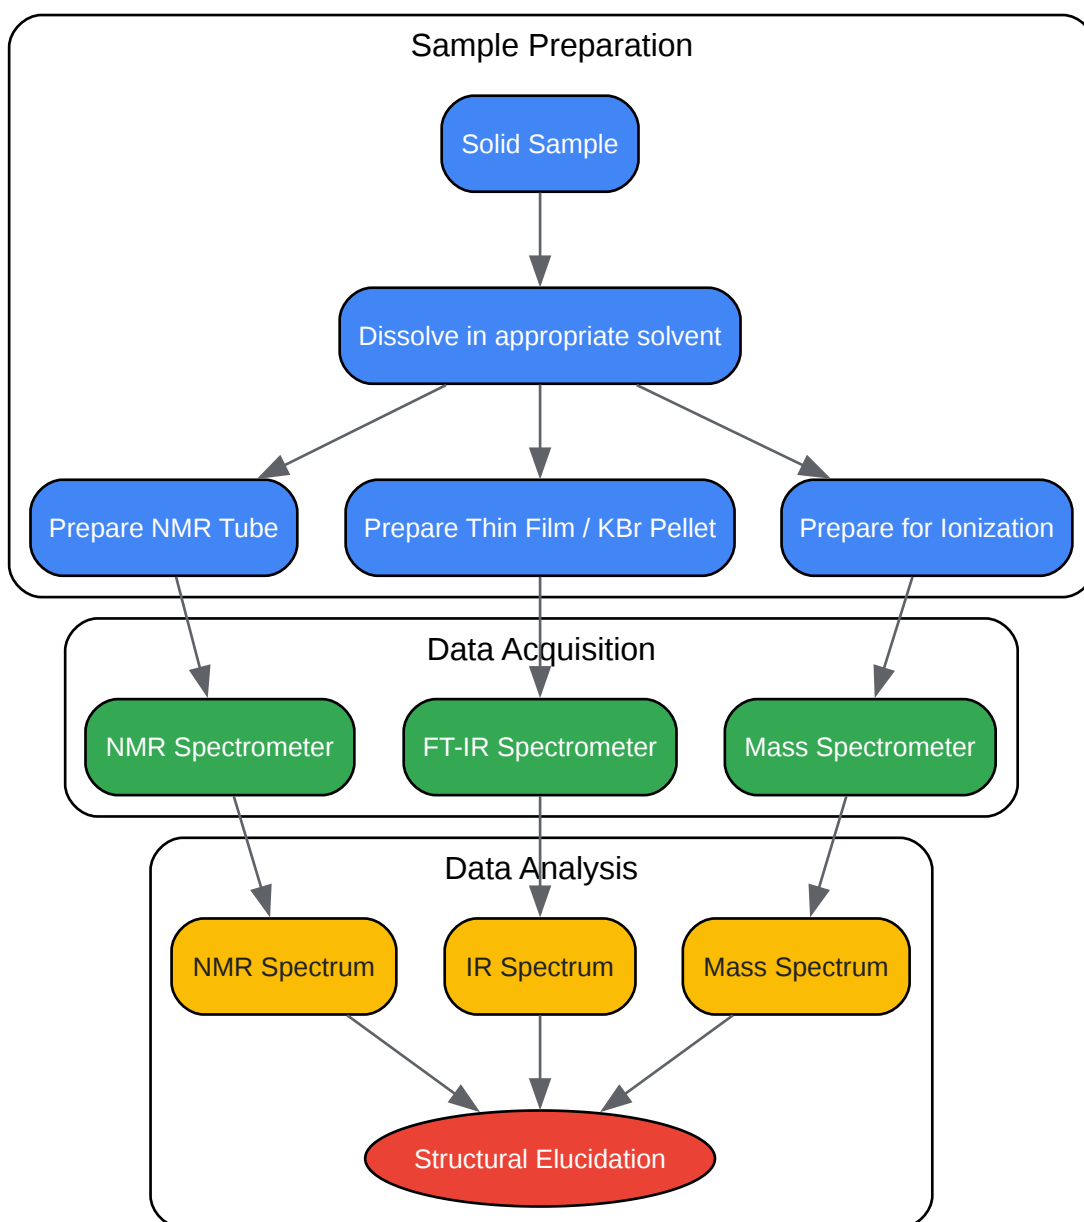 Sample Preparation
Solid Sample
Dissolve in appropriate solvent
Prepare NMR Tube
Prepare Thin Film / KBr Pellet
Prepare for Ionization
Data Acquisition
NMR Spectrometer
FT-IR Spectrometer
Mass Spectrometer
Data Analysis
NMR Spectrum
IR Spectrum
Mass Spectrum
Structural Elucidation